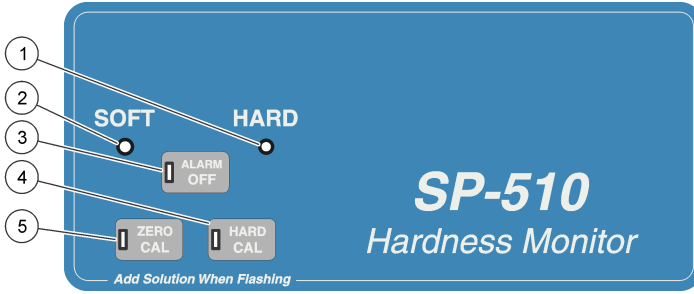 1
2
SOFT HARD
3
ALARM
OFF
4
SP-510
5
ZERO
CAL
HARD
CAL
Hardness Monitor
Add Solution When Flashing